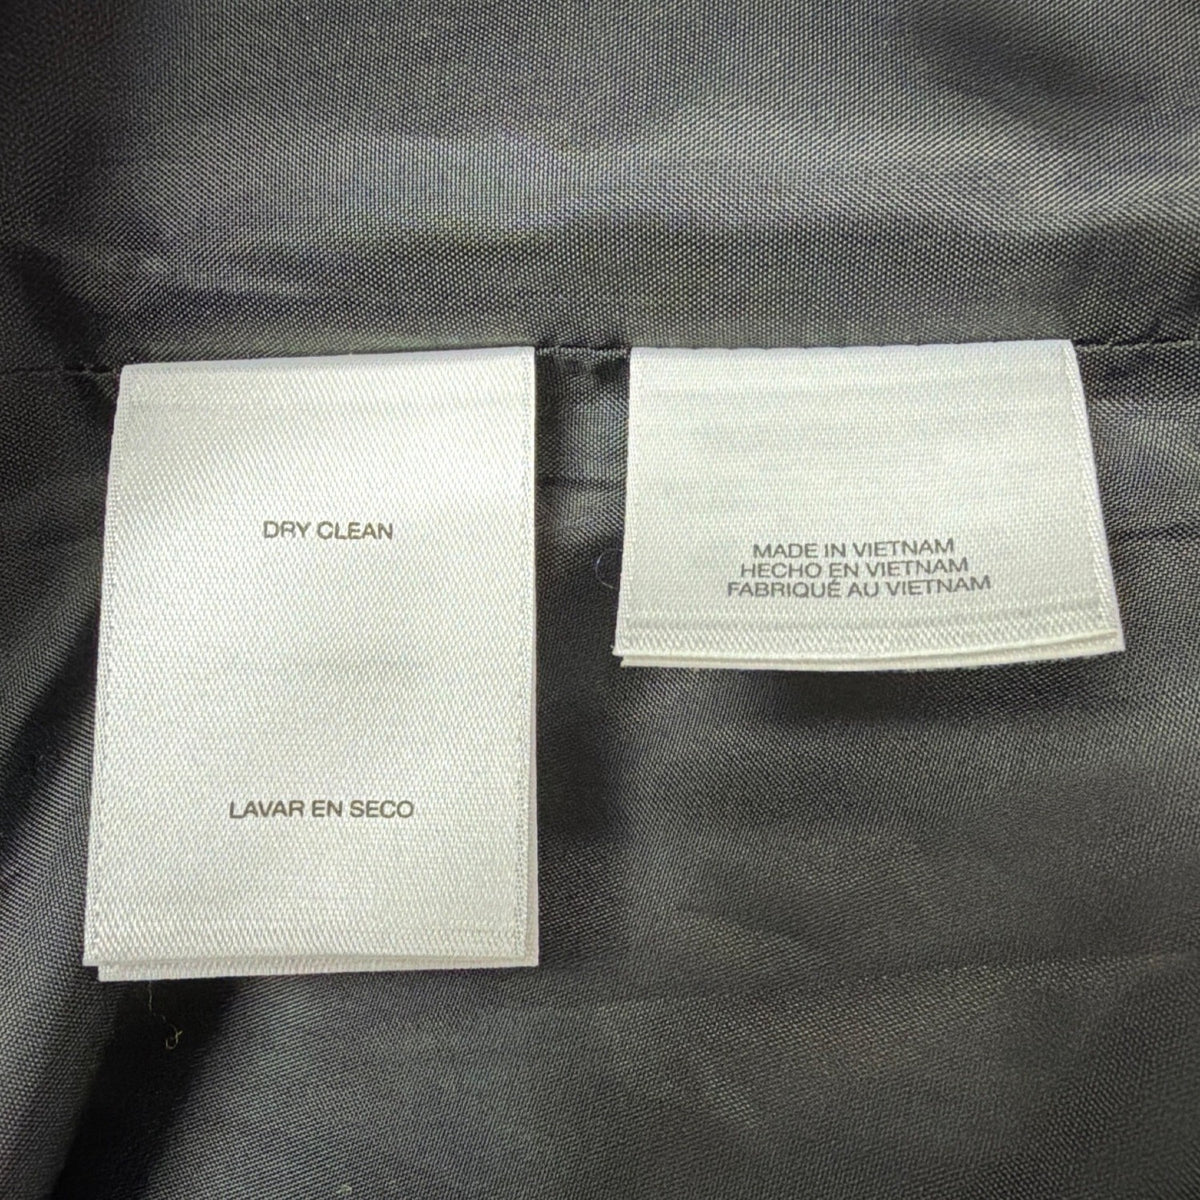 DRY CLEAN
LAVAR EN SECO
MADE IN VIETNAM
HECHO EN VIETNAM
FABRIQUÉ AU VIETNAM